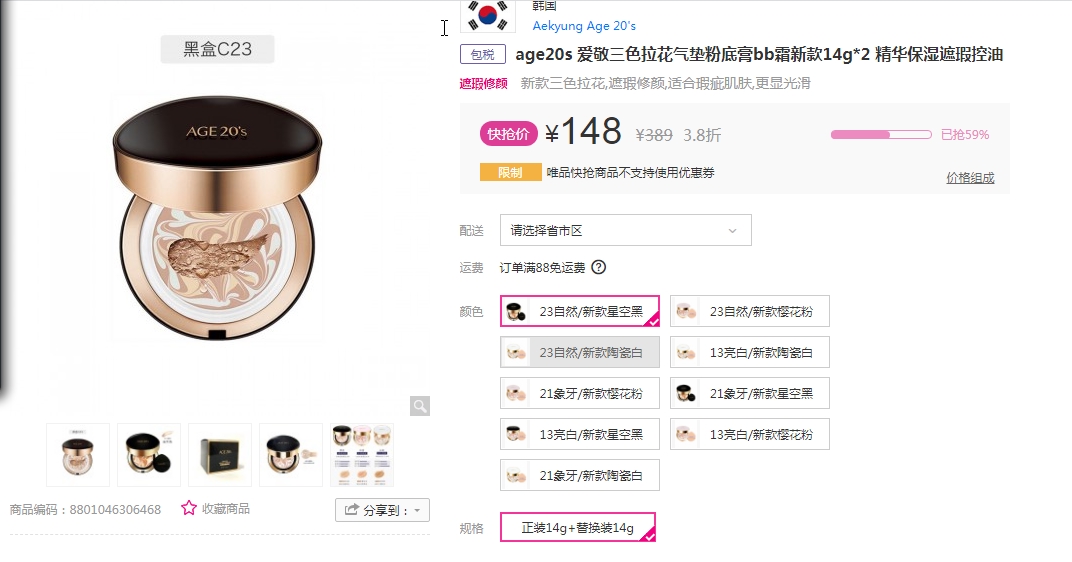 黑盒C23
AGE 20's
韩国
Aekyung Age 20's
包税 age20s 爱敬三色拉花气垫粉底膏bb霜新款14g*2 精华保湿遮瑕控油
遮瑕修颜 新款三色拉花,遮瑕修颜,适合瑕疵肌肤,更显光滑
快抢价 ¥148 ¥389 3.8折 已抢59%
限制 唯品快抢商品不支持使用优惠券
价格组成
配送 请选择省市区
运费 订单满88免运费 ?
颜色 23自然/新款星空黑 23自然/新款樱花粉
23自然/新款陶瓷白 13亮白/新款陶瓷白
21象牙/新款樱花粉 21象牙/新款星空黑
13亮白/新款星空黑 13亮白/新款樱花粉
21象牙/新款陶瓷白
规格 正装14g+替换装14g
商品编码：8801046306468 收藏商品 分享到：